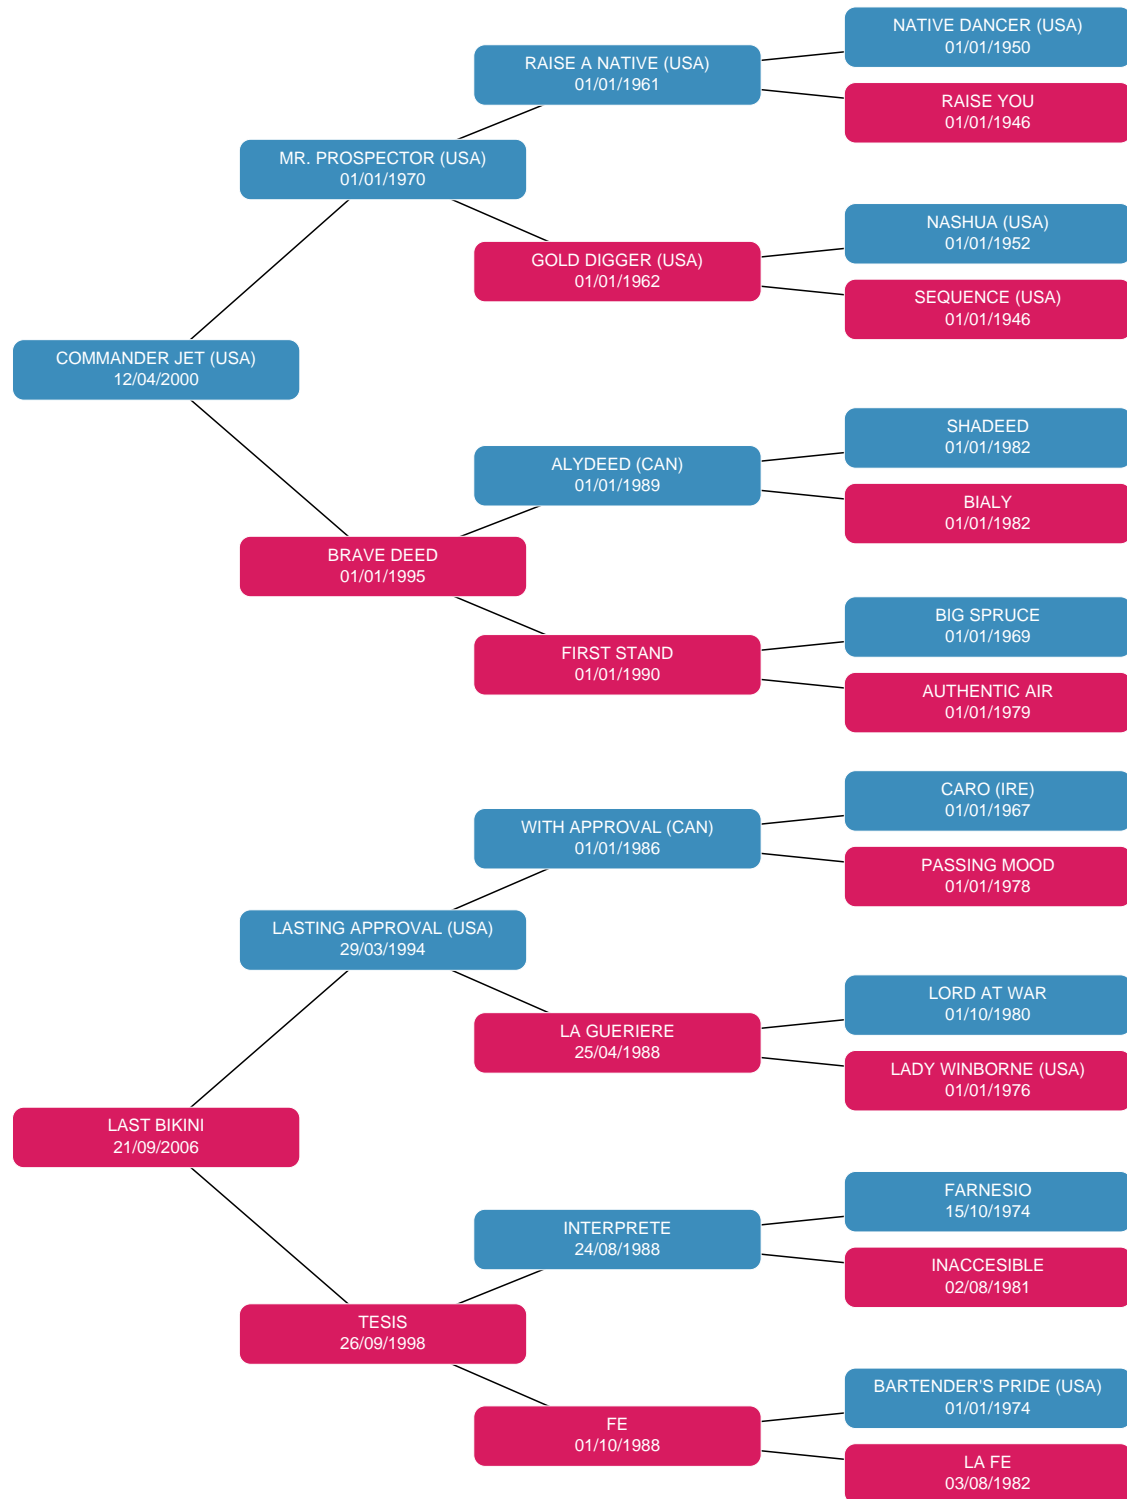 NATIVE DANCER (USA)
01/01/1950
RAISE A NATIVE (USA)
01/01/1961
RAISE YOU
01/01/1946
MR. PROSPECTOR (USA)
01/01/1970
NASHUA (USA)
01/01/1952
GOLD DIGGER (USA)
01/01/1962
SEQUENCE (USA)
01/01/1946
COMMANDER JET (USA)
12/04/2000
SHADEED
01/01/1982
ALYDEED (CAN)
01/01/1989
BIALY
01/01/1982
BRAVE DEED
01/01/1995
BIG SPRUCE
01/01/1969
FIRST STAND
01/01/1990
AUTHENTIC AIR
01/01/1979
CARO (IRE)
01/01/1967
WITH APPROVAL (CAN)
01/01/1986
PASSING MOOD
01/01/1978
LASTING APPROVAL (USA)
29/03/1994
LORD AT WAR
01/10/1980
LA GUERIERE
25/04/1988
LADY WINBORNE (USA)
01/01/1976
LAST BIKINI
21/09/2006
FARNESIO
15/10/1974
INTERPRETE
24/08/1988
INACCESIBLE
02/08/1981
TESIS
26/09/1998
BARTENDER'S PRIDE (USA)
01/01/1974
FE
01/10/1988
LA FE
03/08/1982